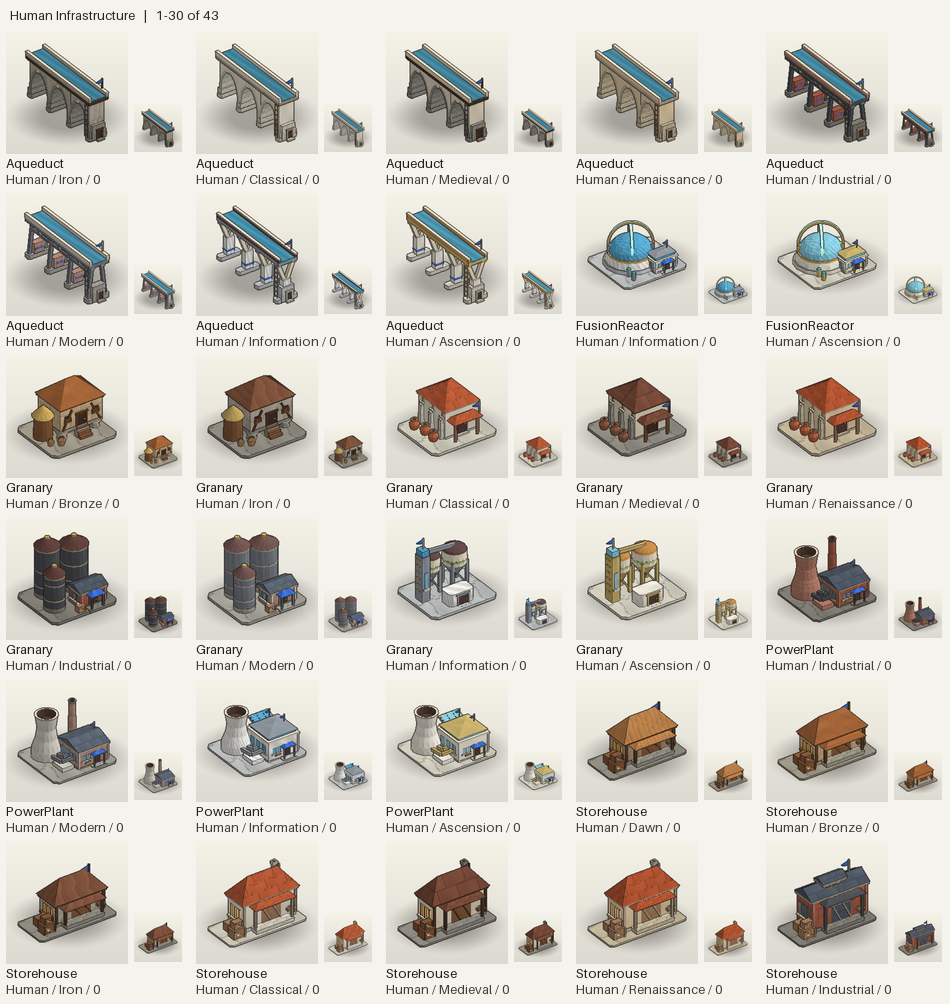 Human Infrastructure | 1-30 of 43
Aqueduct Aqueduct Aqueduct Aqueduct Aqueduct
Human / Iron / 0 Human / Classical / 0 Human / Medieval / 0 Human / Renaissance / 0 Human / Industrial / 0
Aqueduct Aqueduct Aqueduct FusionReactor FusionReactor
Human / Modern / 0 Human / Information / 0 Human / Ascension / 0 Human / Information / 0 Human / Ascension / 0
Granary Granary Granary Granary Granary
Human / Bronze / 0 Human / Iron / 0 Human / Classical / 0 Human / Medieval / 0 Human / Renaissance / 0
Granary Granary Granary Granary PowerPlant
Human / Industrial / 0 Human / Modern / 0 Human / Information / 0 Human / Ascension / 0 Human / Industrial / 0
PowerPlant PowerPlant PowerPlant Storehouse Storehouse
Human / Modern / 0 Human / Information / 0 Human / Ascension / 0 Human / Dawn / 0 Human / Bronze / 0
Storehouse Storehouse Storehouse Storehouse Storehouse
Human / Iron / 0 Human / Classical / 0 Human / Medieval / 0 Human / Renaissance / 0 Human / Industrial / 0